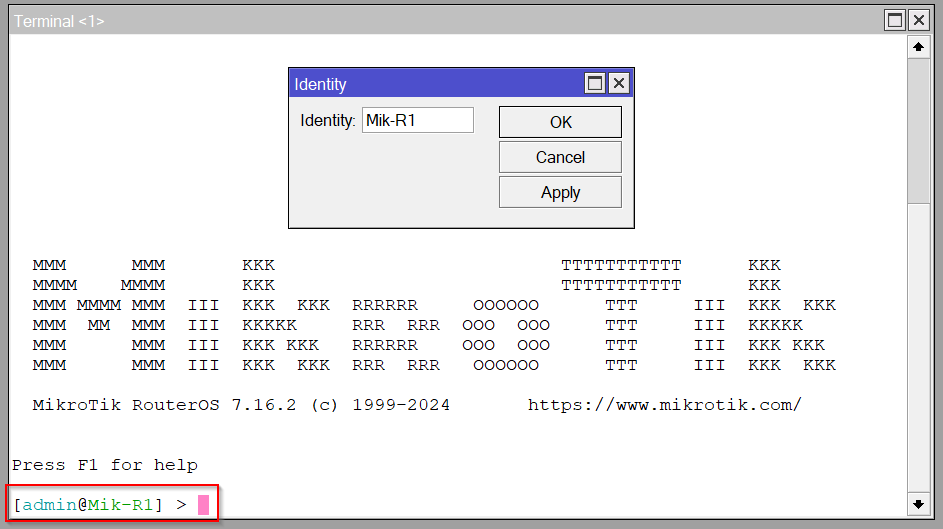 Terminal <1>
Identity
Identity: Mik-R1
OK
Cancel
Apply
MMM      MMM       KKK                          TTTTTTTTTTT      KKK
MMMM    MMMM       KKK                          TTTTTTTTTTT      KKK
MMM MMMM MMM  III  KKK  KKK  RRRRRR     OOOOOO      TTT     III  KKK  KKK
MMM  MM  MMM  III  KKKKK     RRR  RRR  OOO  OOO     TTT     III  KKKKK
MMM      MMM  III  KKK KKK   RRRRRR    OOO  OOO     TTT     III  KKK KKK
MMM      MMM  III  KKK  KKK  RRR  RRR   OOOOOO      TTT     III  KKK  KKK
MikroTik RouterOS 7.16.2 (c) 1999-2024       https://www.mikrotik.com/
Press F1 for help
[admin@Mik-R1] >